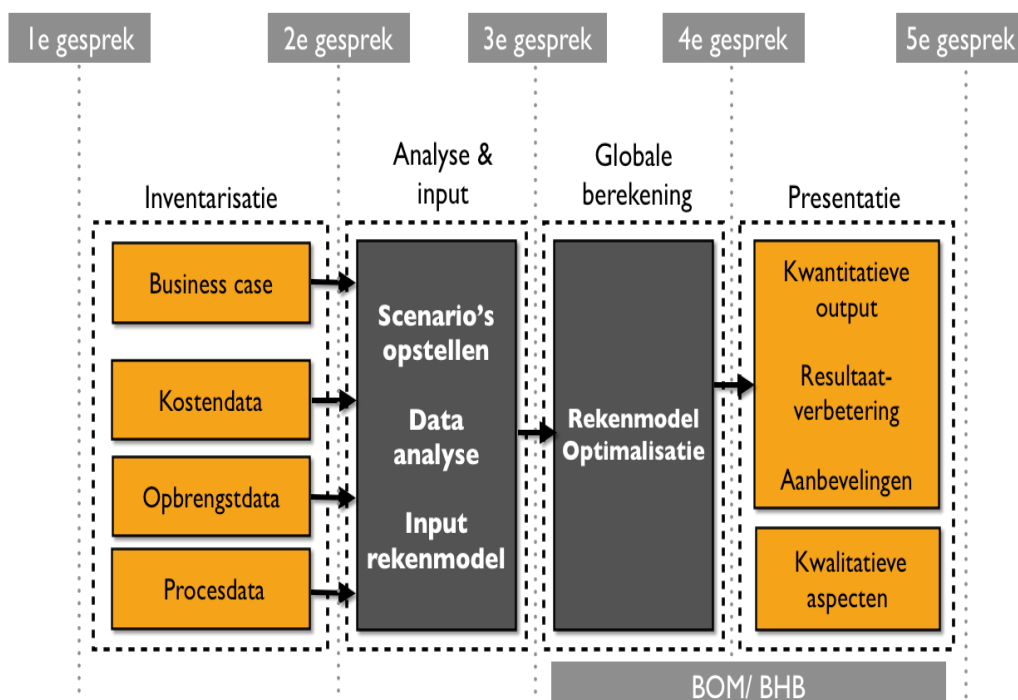 1e gesprek
2e gesprek
3e gesprek
4e gesprek
5e gesprek
Inventarisatie
Business case
Kostendata
Opbrengstdata
Procesdata
Analyse &
input
Scenario's
opstellen
Data
analyse
Input
rekenmodel
Globale
berekening
Rekenmodel
Optimalisatie
Presentatie
Kwantitatieve
output
Resultaat-
verbetering
Aanbevelingen
Kwalitatieve
aspecten
BOM/ BHB